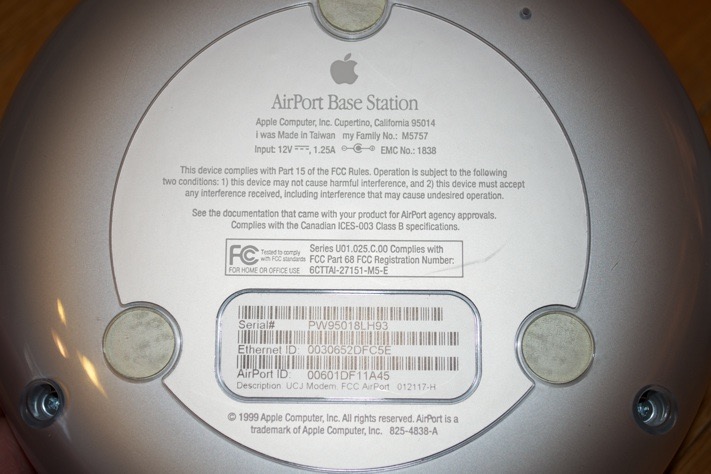 AirPort Base Station
Apple Computer, Inc. Cupertino, California 95014
I was Made in Taiwan my Family No.: M5757
Input: 12V ⎓, 1.25A EMC No.: 1838
This device complies with Part 15 of the FCC Rules. Operation is subject to the following
two conditions: 1) this device may not cause harmful interference, and 2) this device must accept
any interference received, including interference that may cause undesired operation.
See the documentation that came with your product for AirPort agency approvals.
Complies with the Canadian ICES-003 Class B specifications.
FC Tested to comply
with FCC standards
FOR HOME OR OFFICE USE
Series U01.025.C.00 Complies with
FCC Part 68 FCC Registration Number:
6CTTAI-27151-M5-E
Serial# PW95018LH93
Ethernet ID: 0030652DFC5E
AirPort ID: 00601DF11A45
Description: UCJ Modem: FCC AirPort 012117-H
© 1999 Apple Computer, Inc. All rights reserved. AirPort is a
trademark of Apple Computer, Inc. 825-4838-A